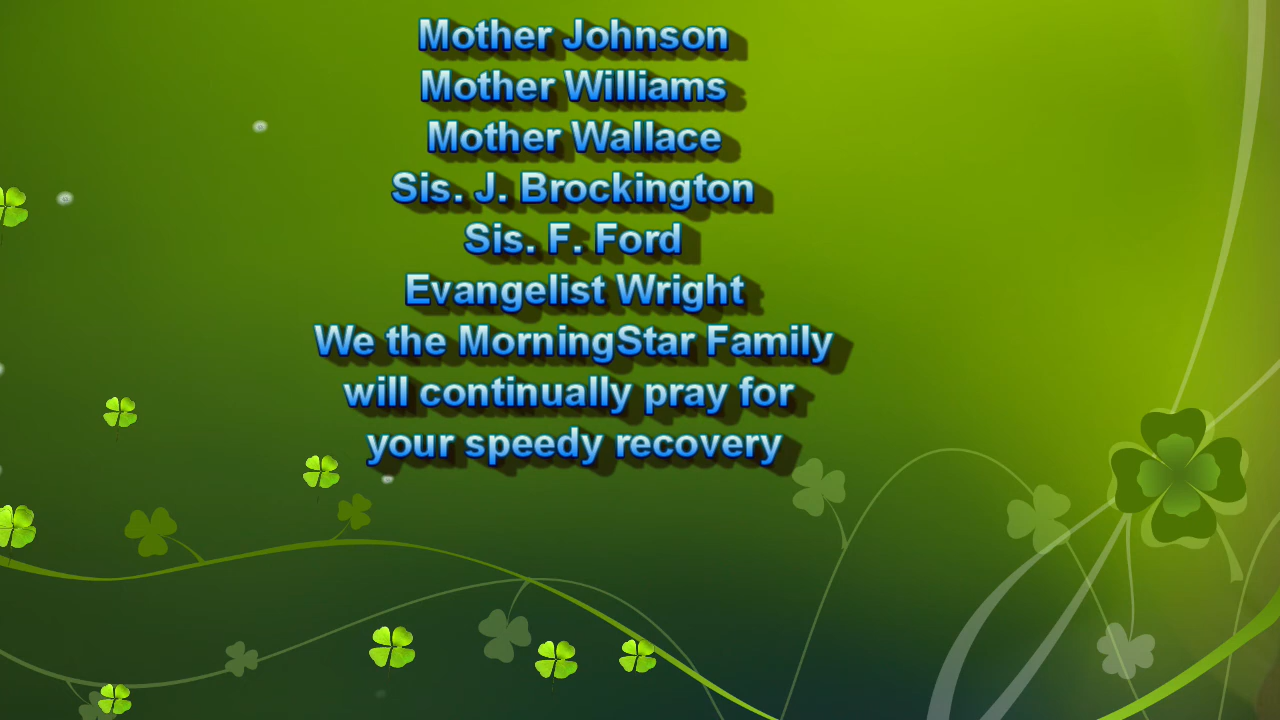 Mother Johnson
Mother Williams
Mother Wallace
Sis. J. Brockington
Sis. F. Ford
Evangelist Wright
We the MorningStar Family
will continually pray for
your speedy recovery